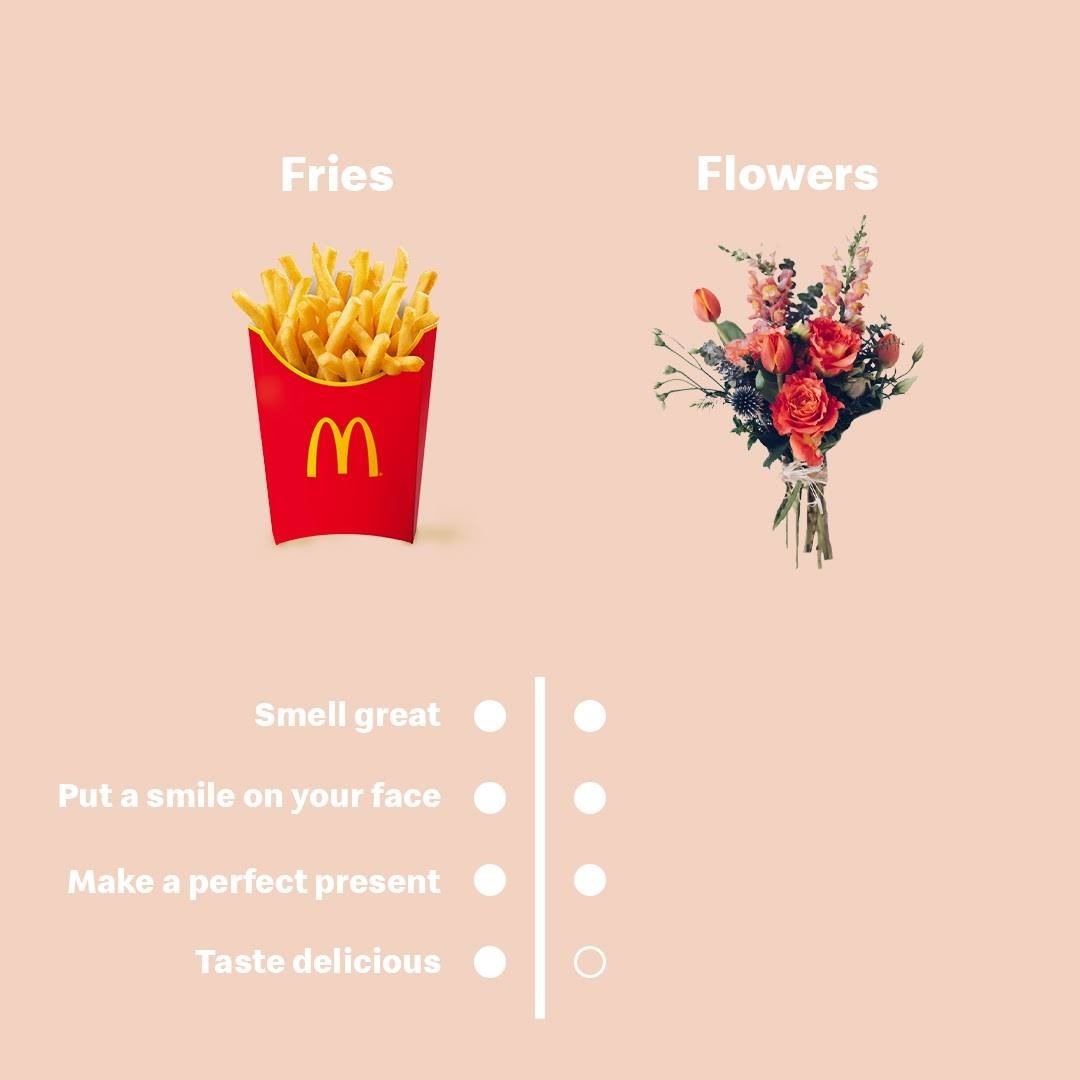 Fries
Flowers
Smell great
Put a smile on your face
Make a perfect present
Taste delicious